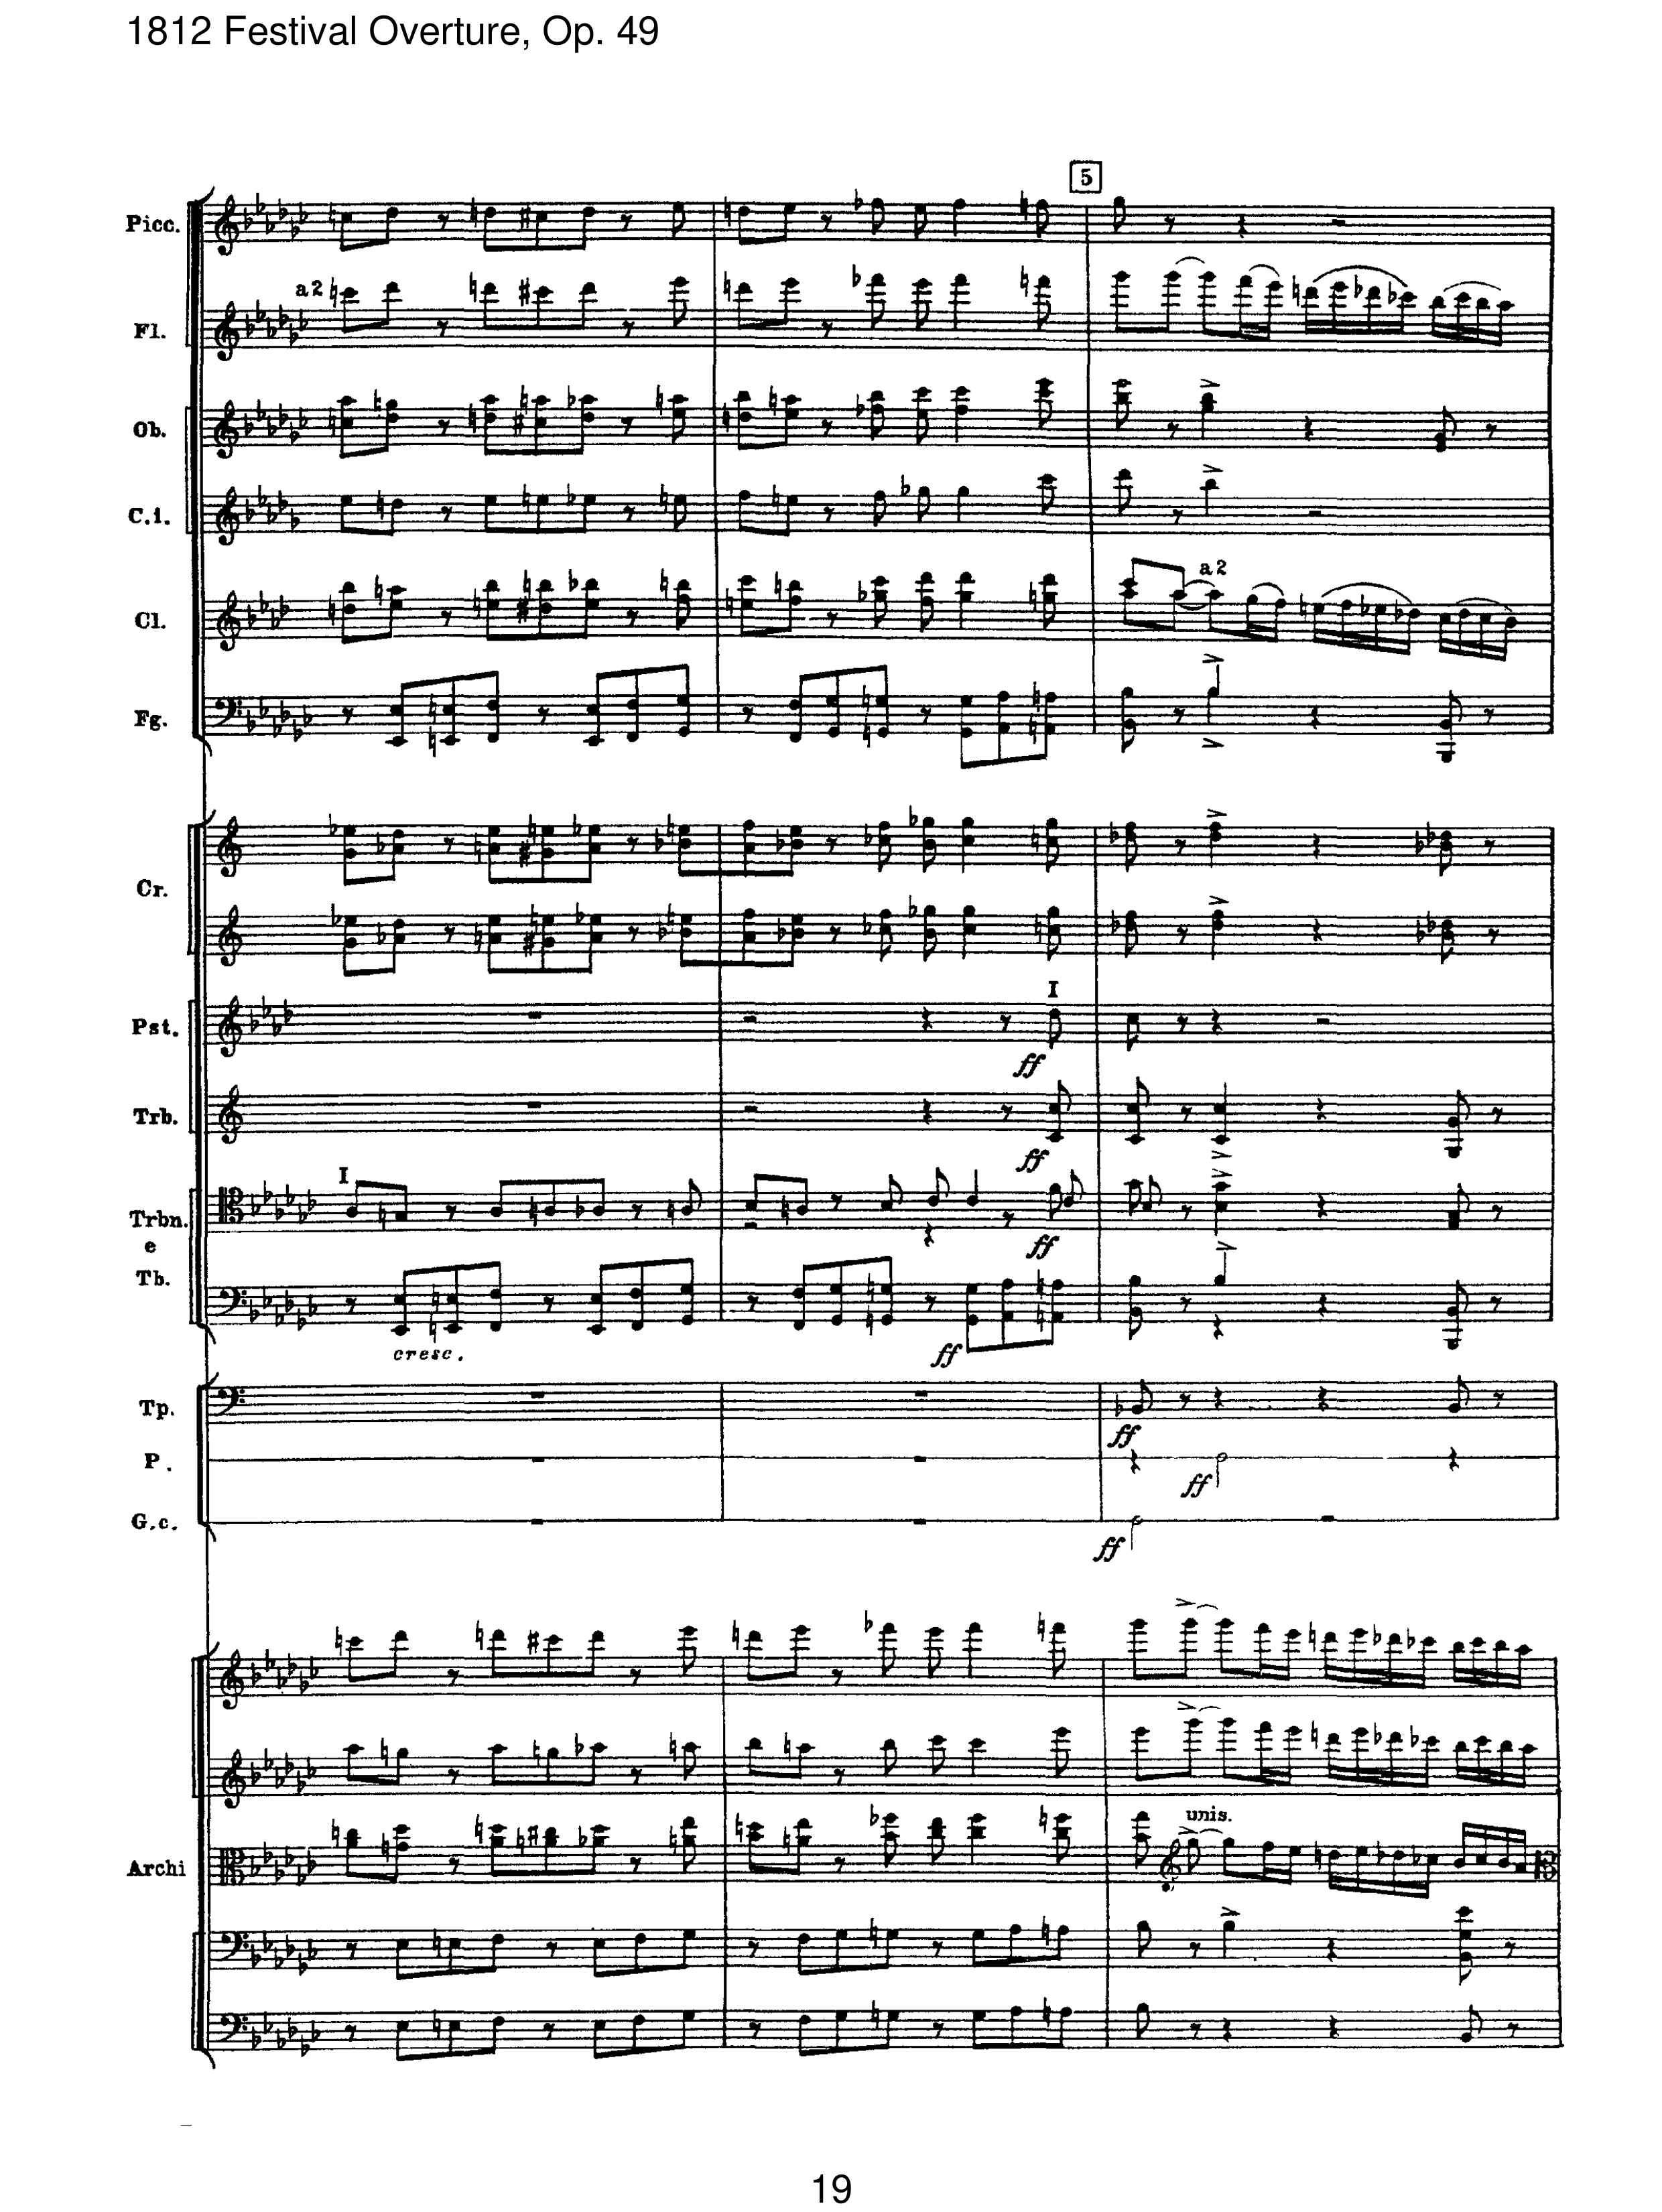 1812 Festival Overture, Op. 49
5
Picc.
a2
Fl.
Ob.
C.i.
a2
Cl.
Fg.
Cr.
I
Pst.
ff
Trb.
ff
I
Trbn.
e
ff
Tb.
cresc.
ff
Tp.
ff
P.
ff
G.c.
ff
unis.
Archi
19